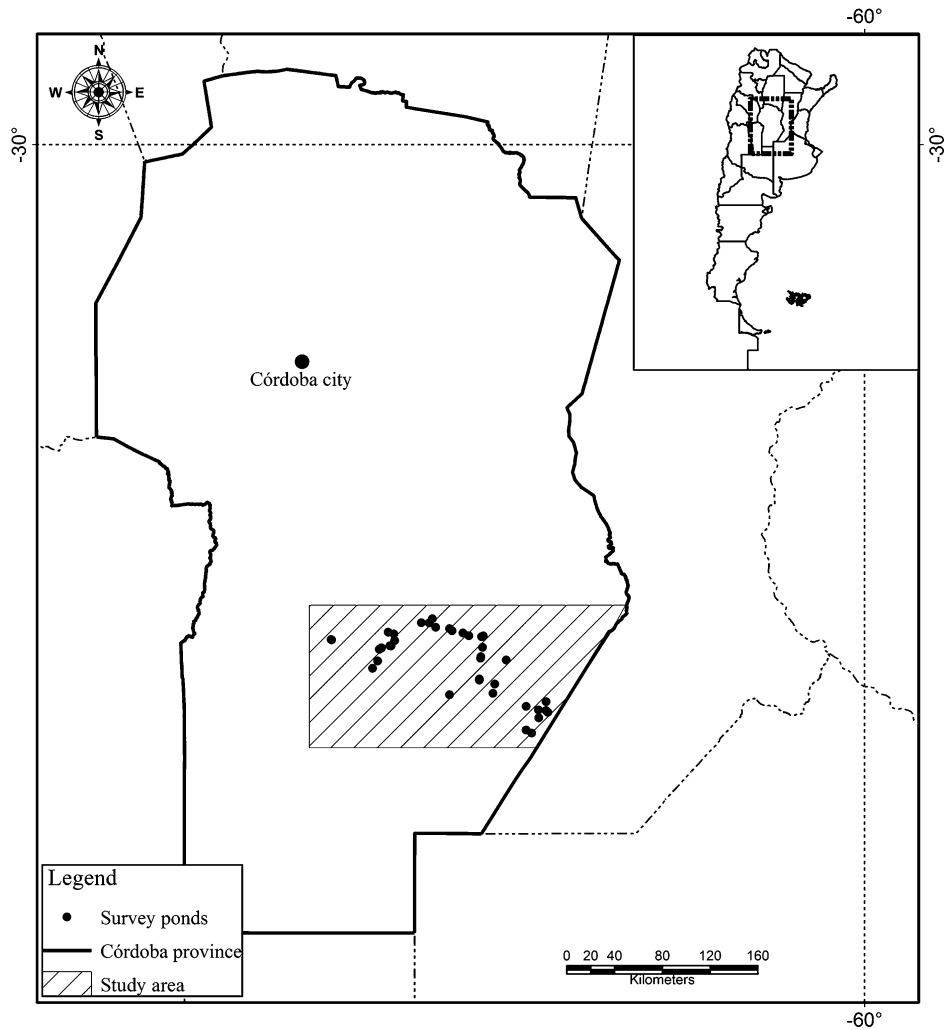 -60°
N
W E
S
-30°
-30°
Córdoba city
Legend
Survey ponds
Córdoba province
Study area
0 20 40 80 120 160
Kilometers
-60°